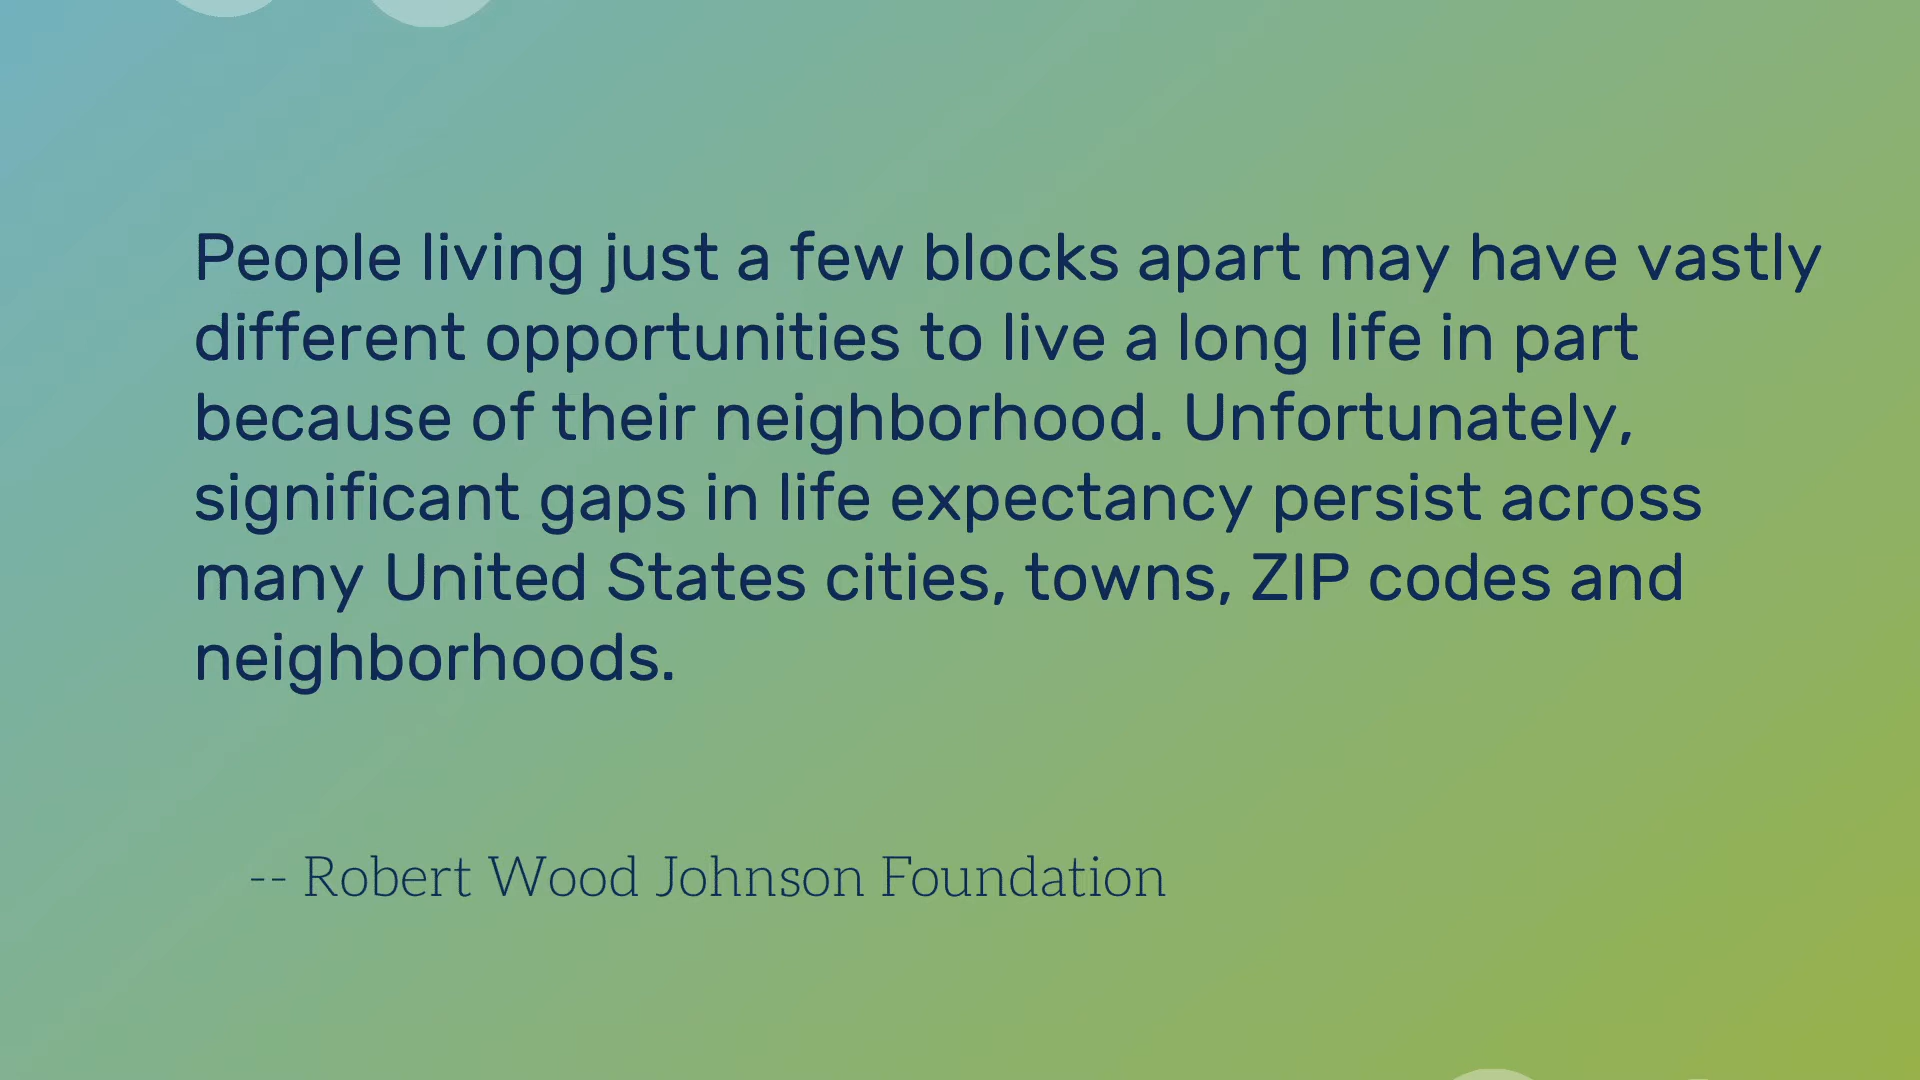 People living just a few blocks apart may have vastly
different opportunities to live a long life in part
because of their neighborhood. Unfortunately,
significant gaps in life expectancy persist across
many United States cities, towns, ZIP codes and
neighborhoods.
-- Robert Wood Johnson Foundation